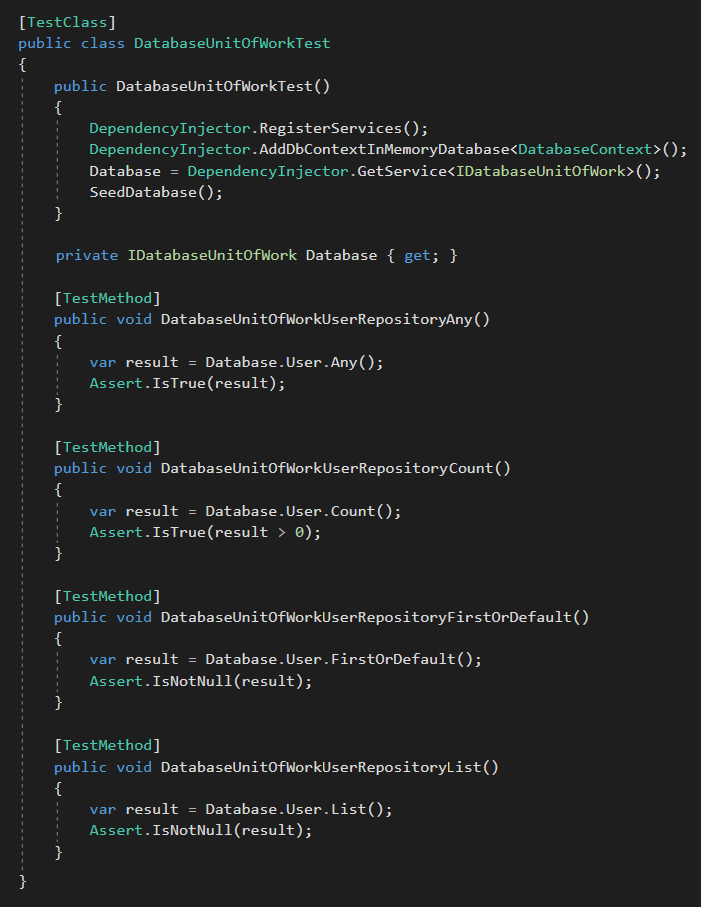 [TestClass]
public class DatabaseUnitOfWorkTest
{
    public DatabaseUnitOfWorkTest()
    {
        DependencyInjector.RegisterServices();
        DependencyInjector.AddDbContextInMemoryDatabase<DatabaseContext>();
        Database = DependencyInjector.GetService<IDatabaseUnitOfWork>();
        SeedDatabase();
    }

    private IDatabaseUnitOfWork Database { get; }

    [TestMethod]
    public void DatabaseUnitOfWorkUserRepositoryAny()
    {
        var result = Database.User.Any();
        Assert.IsTrue(result);
    }

    [TestMethod]
    public void DatabaseUnitOfWorkUserRepositoryCount()
    {
        var result = Database.User.Count();
        Assert.IsTrue(result > 0);
    }

    [TestMethod]
    public void DatabaseUnitOfWorkUserRepositoryFirstOrDefault()
    {
        var result = Database.User.FirstOrDefault();
        Assert.IsNotNull(result);
    }

    [TestMethod]
    public void DatabaseUnitOfWorkUserRepositoryList()
    {
        var result = Database.User.List();
        Assert.IsNotNull(result);
    }
}